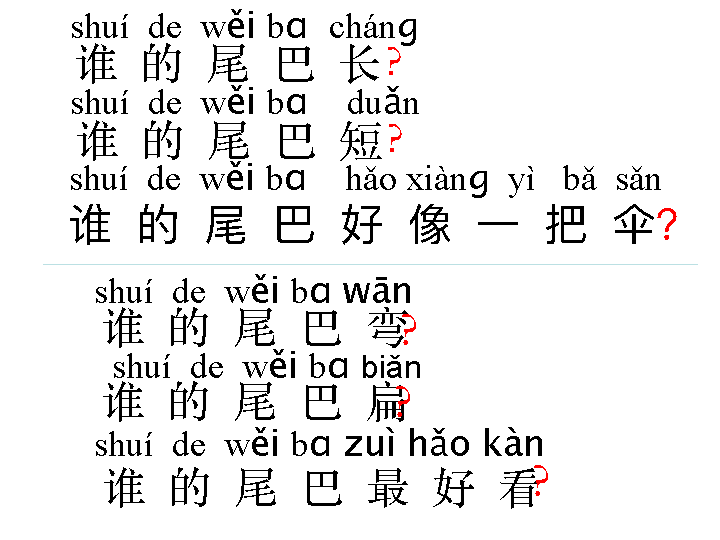 shuí de wěi bɑ chánɡ
谁 的 尾 巴 长?
shuí de wěi bɑ duǎn
谁 的 尾 巴 短?
shuí de wěi bɑ hǎo xiànɡ yì bǎ sǎn
谁 的 尾 巴 好 像 一 把 伞?
shuí de wěi bɑ wān
谁 的 尾 巴 弯?
shuí de wěi bɑ biǎn
谁 的 尾 巴 扁?
shuí de wěi bɑ zuì hǎo kàn
谁 的 尾 巴 最 好 看?